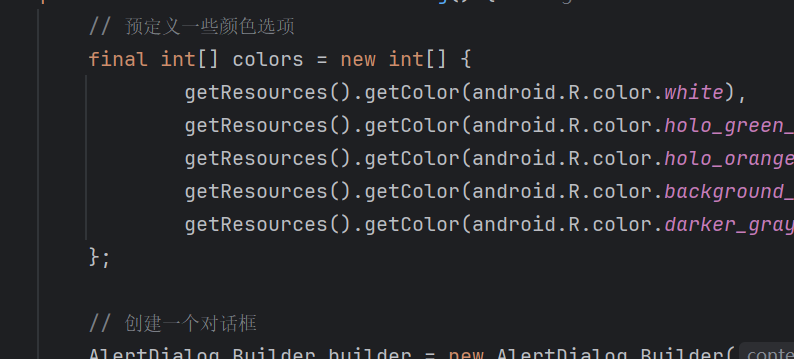 // 预定义一些颜色选项
final int[] colors = new int[] {
getResources().getColor(android.R.color.white),
getResources().getColor(android.R.color.holo_green_
getResources().getColor(android.R.color.holo_orange
getResources().getColor(android.R.color.background_
getResources().getColor(android.R.color.darker_gray
};
// 创建一个对话框
AlertDialog.Builder builder = new AlertDialog.Builder( conte